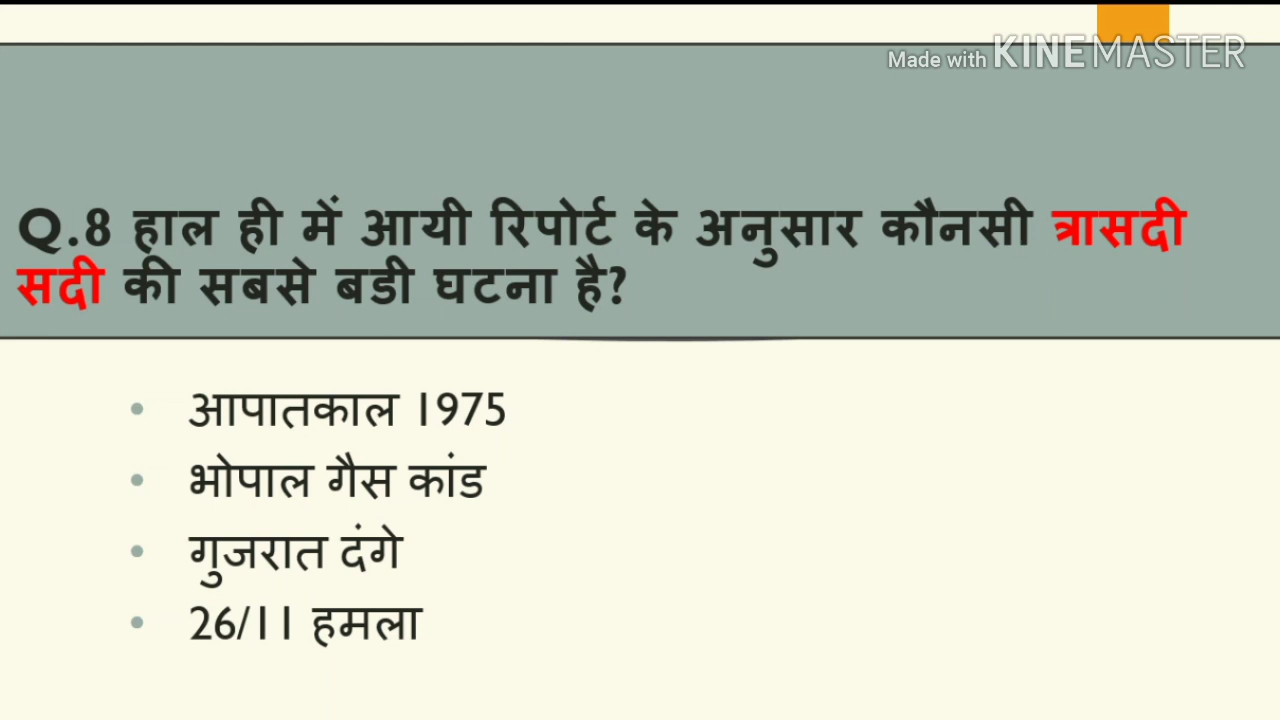 Made with KINEMASTER
Q.8 हाल ही में आयी रिपोर्ट के अनुसार कौनसी त्रासदी
सदी की सबसे बडी घटना है?
• आपातकाल 1975
• भोपाल गैस कांड
• गुजरात दंगे
• 26/11 हमला